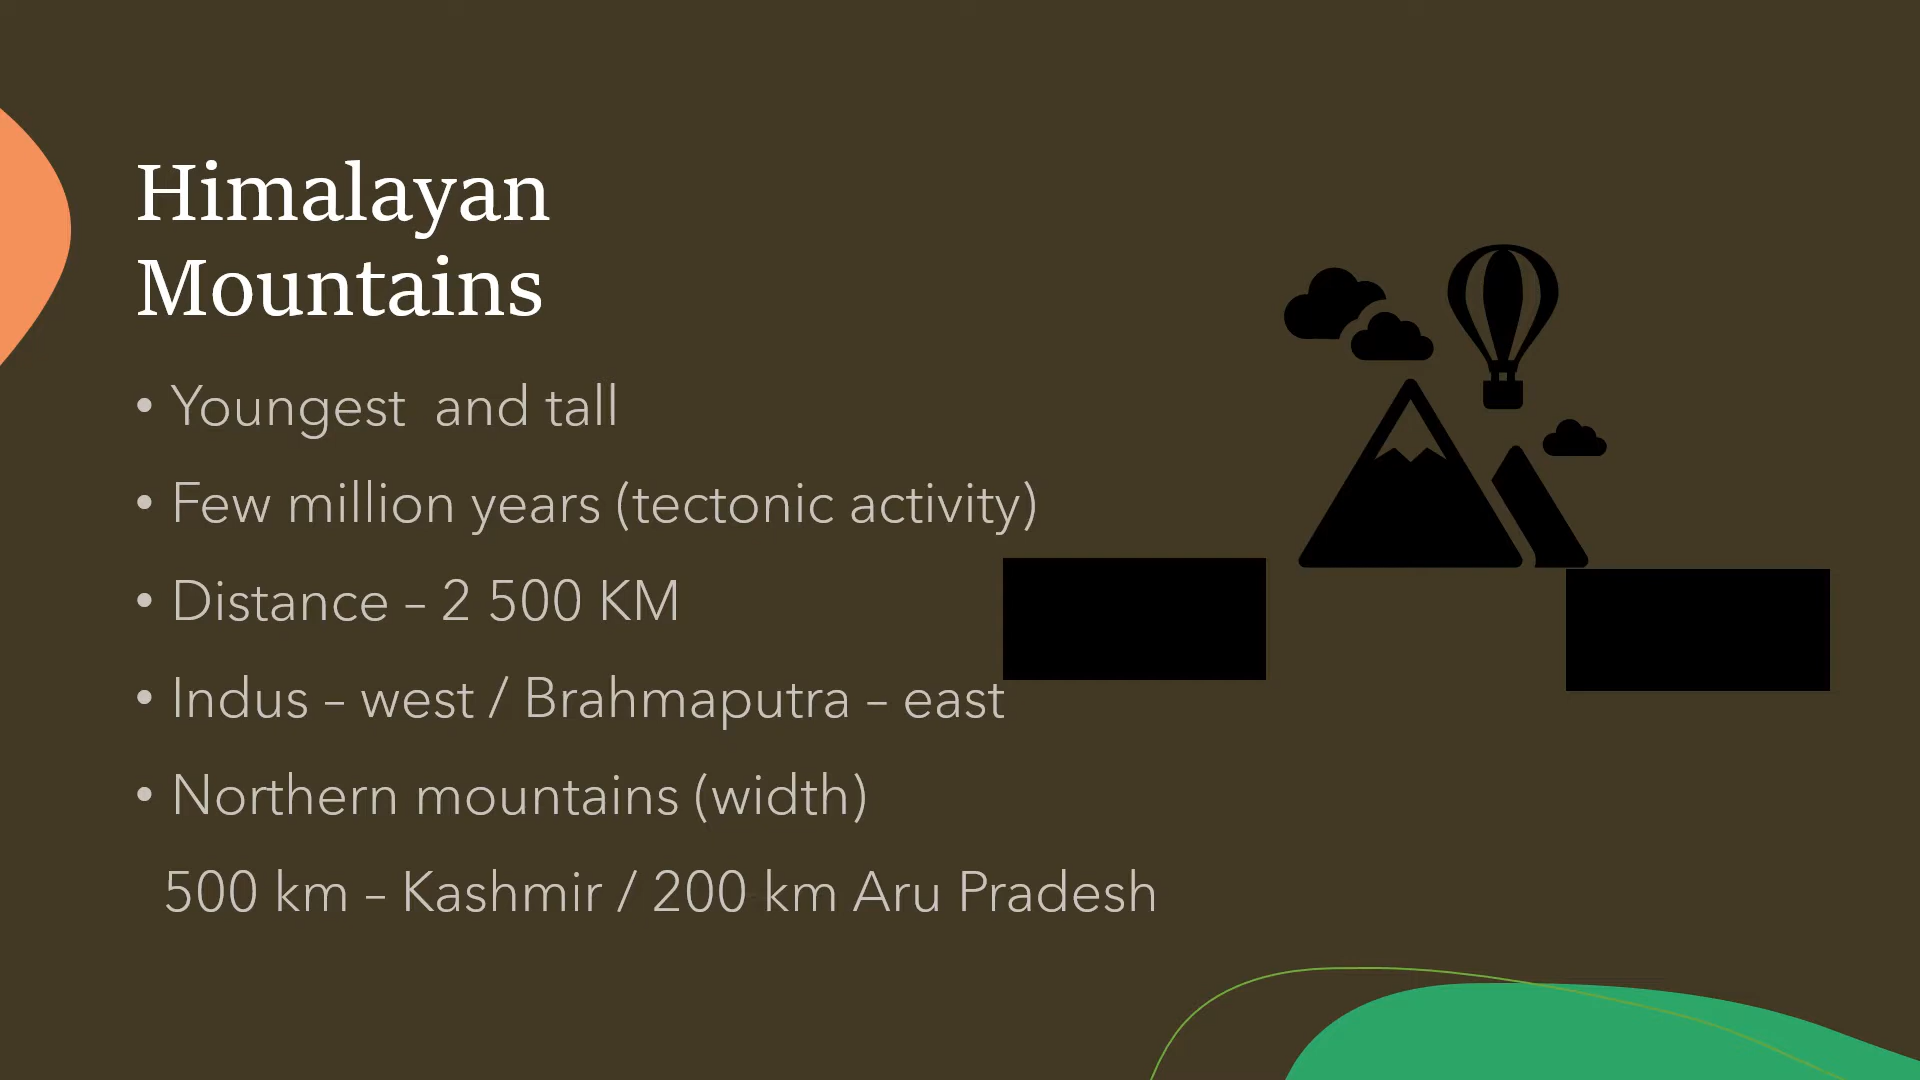 Himalayan
Mountains
• Youngest  and tall
• Few million years (tectonic activity)
• Distance – 2 500 KM
• Indus – west / Brahmaputra – east
• Northern mountains (width)
500 km – Kashmir / 200 km Aru Pradesh